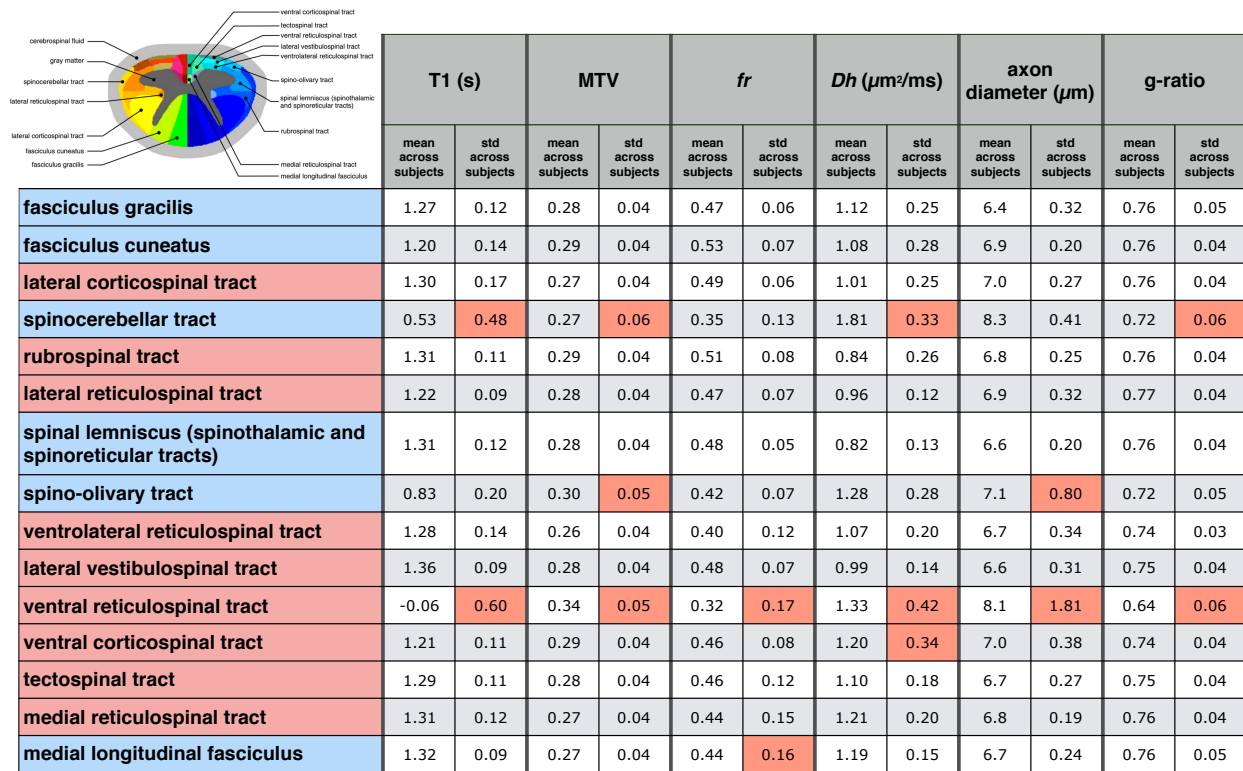 ventral corticospinal tract
tectospinal tract
ventral reticulospinal tract
lateral vestibulospinal tract
ventrolateral reticulospinal tract
spino-olivary tract
spinal lemniscus (spinothalamic
and spinoreticular tracts)
rubrospinal tract
medial reticulospinal tract
medial longitudinal fasciculus
cerebrospinal fluid
gray matter
spinocerebellar tract
lateral reticulospinal tract
lateral corticospinal tract
fasciculus cuneatus
fasciculus gracilis
T1 (s) MTV fr Dh (µm²/ms) axon diameter (µm) g-ratio
mean across subjects std across subjects mean across subjects std across subjects mean across subjects std across subjects mean across subjects std across subjects mean across subjects std across subjects mean across subjects std across subjects
fasciculus gracilis 1.27 0.12 0.28 0.04 0.47 0.06 1.12 0.25 6.4 0.32 0.76 0.05
fasciculus cuneatus 1.20 0.14 0.29 0.04 0.53 0.07 1.08 0.28 6.9 0.20 0.76 0.04
lateral corticospinal tract 1.30 0.17 0.27 0.04 0.49 0.06 1.01 0.25 7.0 0.27 0.76 0.04
spinocerebellar tract 0.53 0.48 0.27 0.06 0.35 0.13 1.81 0.33 8.3 0.41 0.72 0.06
rubrospinal tract 1.31 0.11 0.29 0.04 0.51 0.08 0.84 0.26 6.8 0.25 0.76 0.04
lateral reticulospinal tract 1.22 0.09 0.28 0.04 0.47 0.07 0.96 0.12 6.9 0.32 0.77 0.04
spinal lemniscus (spinothalamic and
spinoreticular tracts) 1.31 0.12 0.28 0.04 0.48 0.05 0.82 0.13 6.6 0.20 0.76 0.04
spino-olivary tract 0.83 0.20 0.30 0.05 0.42 0.07 1.28 0.28 7.1 0.80 0.72 0.05
ventrolateral reticulospinal tract 1.28 0.14 0.26 0.04 0.40 0.12 1.07 0.20 6.7 0.34 0.74 0.03
lateral vestibulospinal tract 1.36 0.09 0.28 0.04 0.48 0.07 0.99 0.14 6.6 0.31 0.75 0.04
ventral reticulospinal tract -0.06 0.60 0.34 0.05 0.32 0.17 1.33 0.42 8.1 1.81 0.64 0.06
ventral corticospinal tract 1.21 0.11 0.29 0.04 0.46 0.08 1.20 0.34 7.0 0.38 0.74 0.04
tectospinal tract 1.29 0.11 0.28 0.04 0.46 0.12 1.10 0.18 6.7 0.27 0.75 0.04
medial reticulospinal tract 1.31 0.12 0.27 0.04 0.44 0.15 1.21 0.20 6.8 0.19 0.76 0.04
medial longitudinal fasciculus 1.32 0.09 0.27 0.04 0.44 0.16 1.19 0.15 6.7 0.24 0.76 0.05